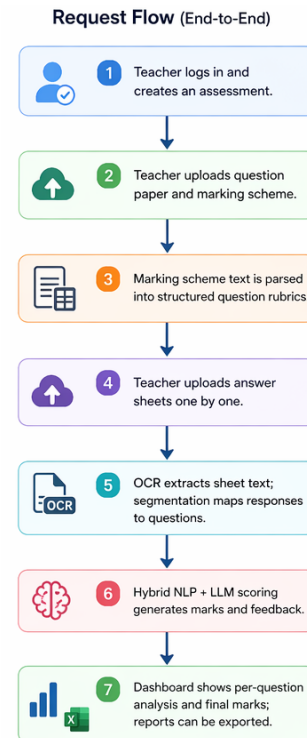 Request Flow (End-to-End)
1
Teacher logs in and
creates an assessment.
2
Teacher uploads question
paper and marking scheme.
3
Marking scheme text is parsed
into structured question rubrics
4
Teacher uploads answer
sheets one by one.
OCR
5
OCR extracts sheet text;
segmentation maps responses
to questions.
6
Hybrid NLP + LLM scoring
generates marks and feedback.
X
7
Dashboard shows per-question
analysis and final marks;
reports can be exported.